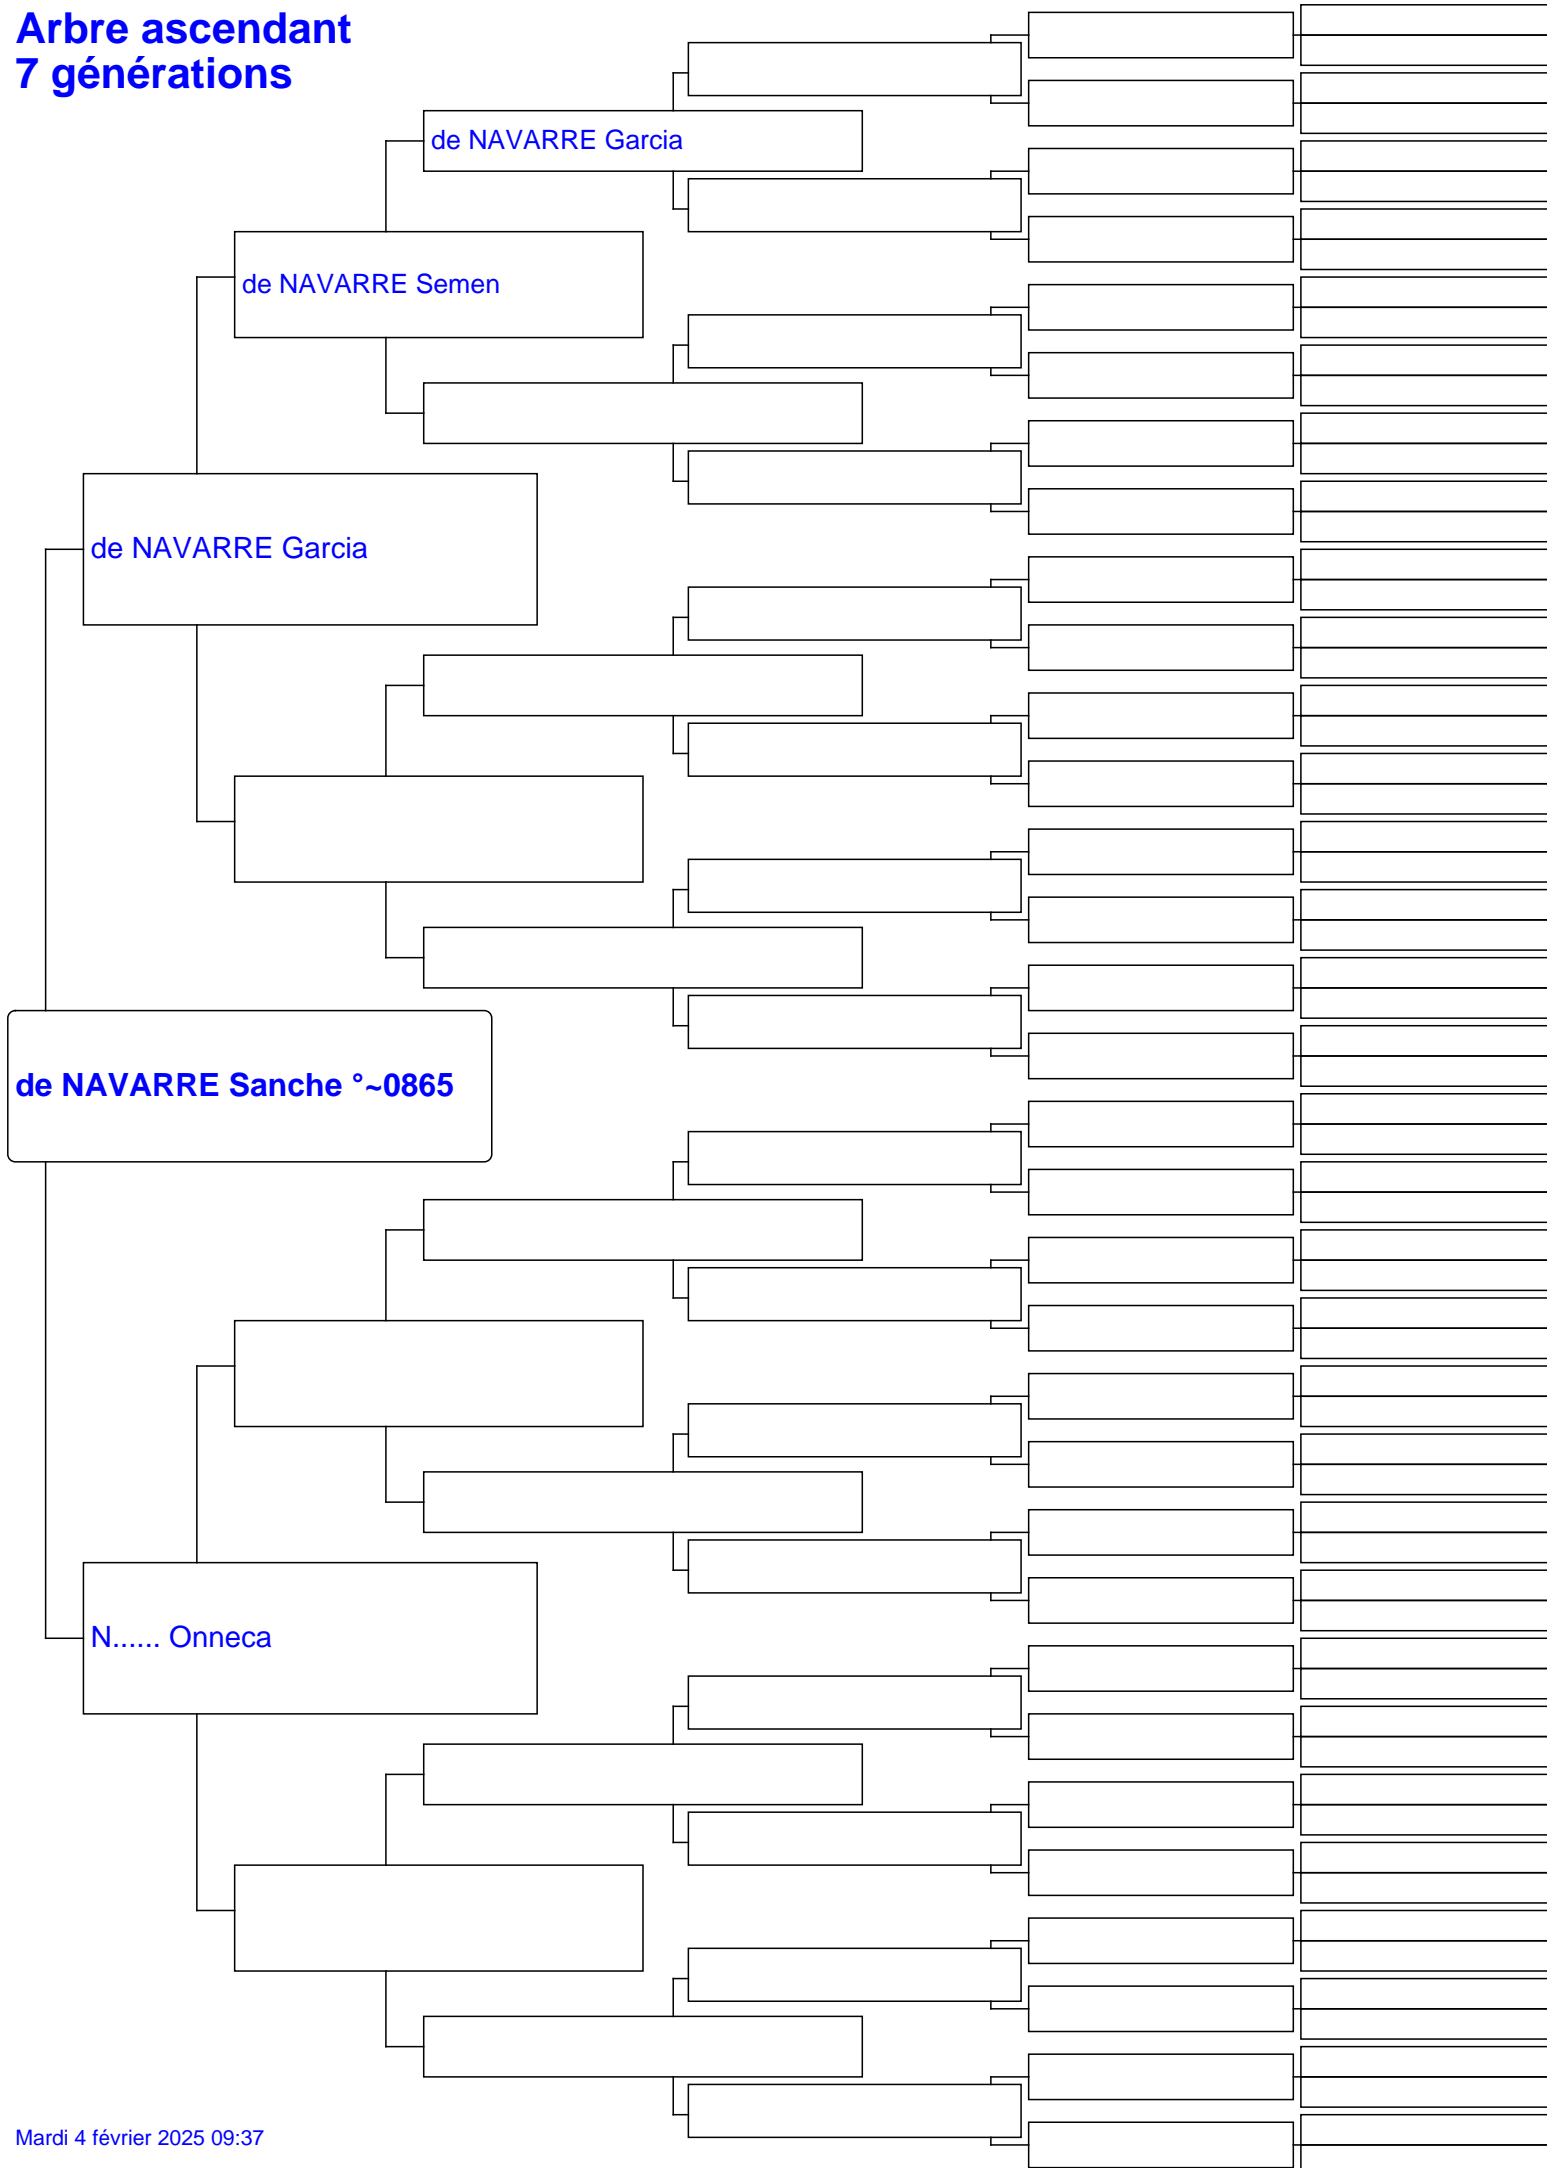 Arbre ascendant
7 générations
de NAVARRE Garcia
de NAVARRE Semen
de NAVARRE Garcia
de NAVARRE Sanche °~0865
N...... Onneca
Mardi 4 février 2025 09:37